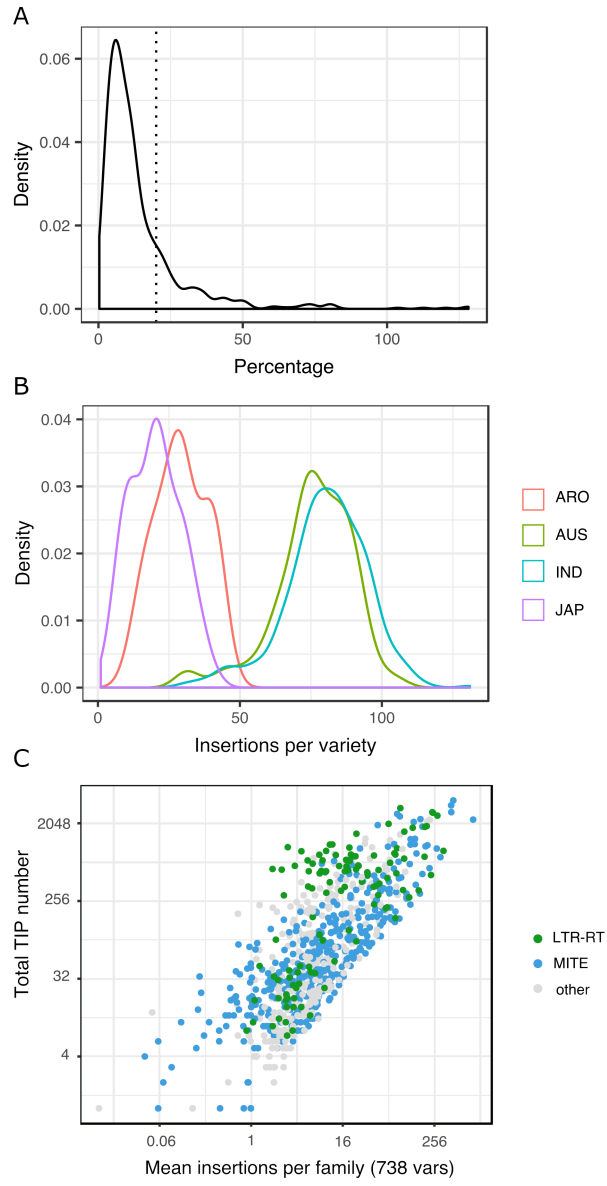 A
0.06
0.04
0.02
0.00
Density
0
50
100
Percentage
B
0.04
0.03
0.02
0.01
0.00
Density
0
50
100
Insertions per variety
ARO
AUS
IND
JAP
C
2048
256
32
4
Total TIP number
0.06
1
16
256
Mean insertions per family (738 vars)
LTR-RT
MITE
other